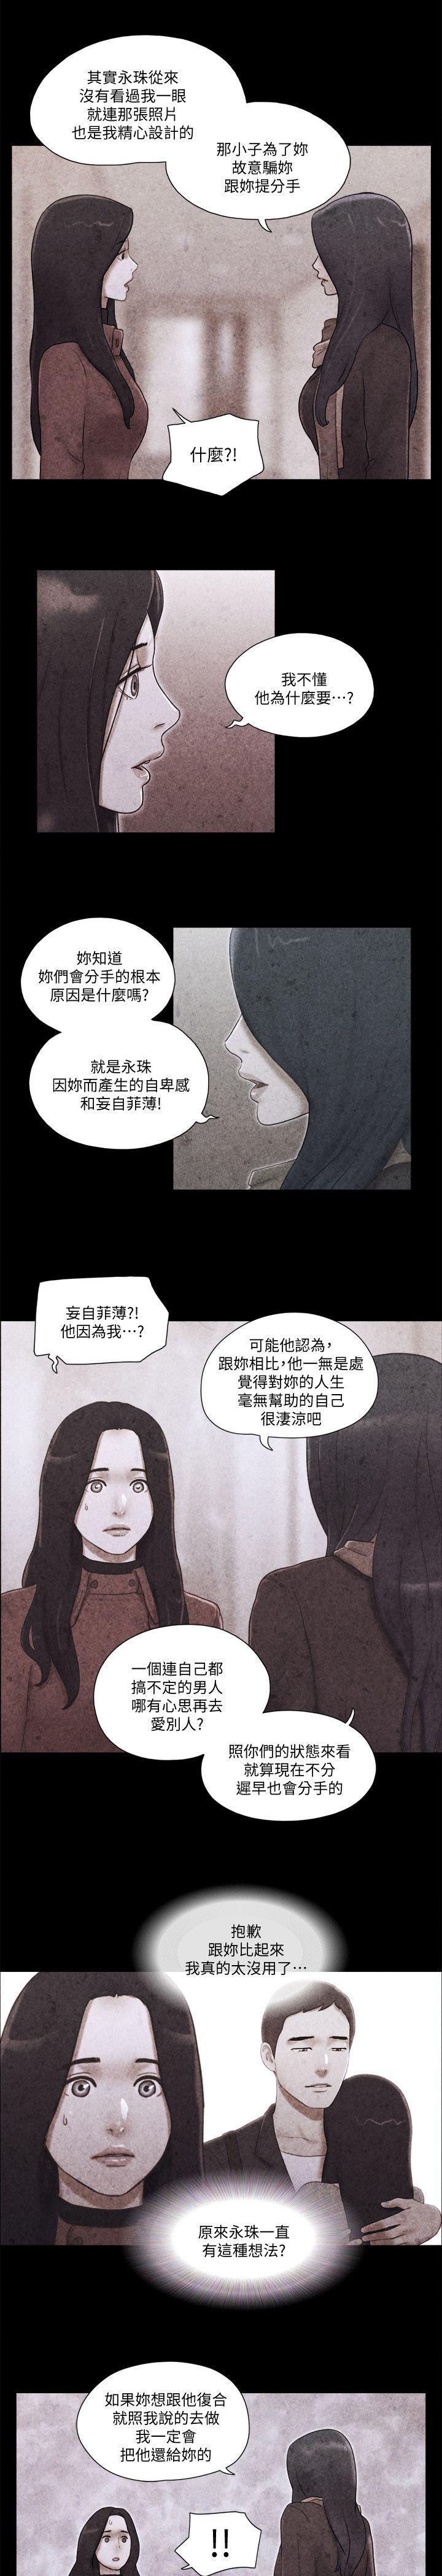 其實永珠從來
沒有看過我一眼
就連那張照片
也是我精心設計的
那小子為了妳
故意騙妳
跟妳提分手
什麼?!
我不懂
他為什麼要…?
妳知道
妳們會分手的根本
原因是什麼嗎?
就是永珠
因妳而產生的自卑感
和妄自菲薄!
妄自菲薄?!
他因為我…?
可能他認為，
跟妳相比，他一無是處
覺得對妳的人生
毫無幫助的自己
很淒涼吧
一個連自己都
搞不定的男人
哪有心思再去
愛別人?
照你們的狀態來看
就算現在不分
遲早也會分手的
抱歉
跟妳比起來
我真的太沒用了…
原來永珠一直
有這種想法?
如果妳想跟他復合
就照我說的去做
我一定會
把他還給妳的
!!